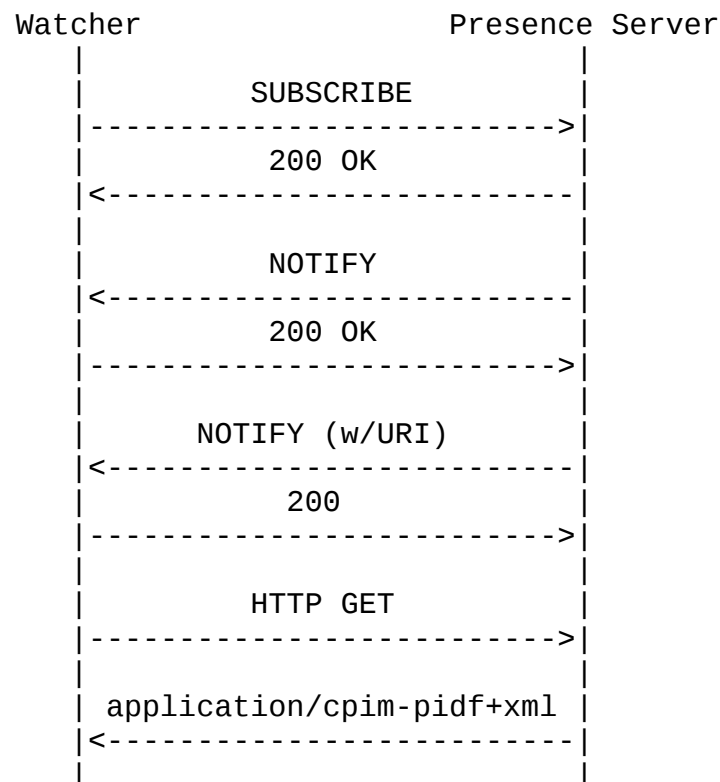 Watcher Presence Server
SUBSCRIBE
200 OK
NOTIFY
200 OK
NOTIFY (w/URI)
200
HTTP GET
application/cpim-pidf+xml